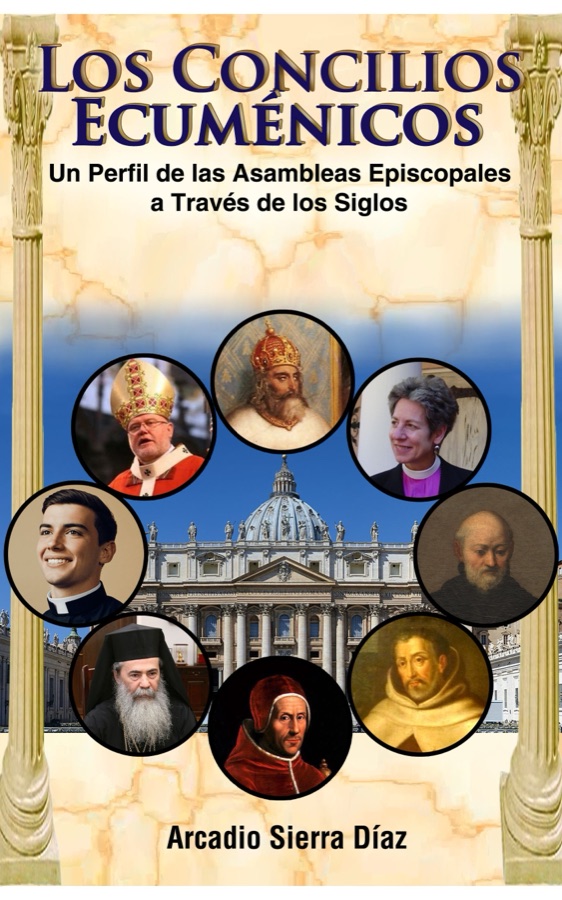 Los Concilios
Ecuménicos
Un Perfil de las Asambleas Episcopales
a Través de los Siglos
Arcadio Sierra Díaz